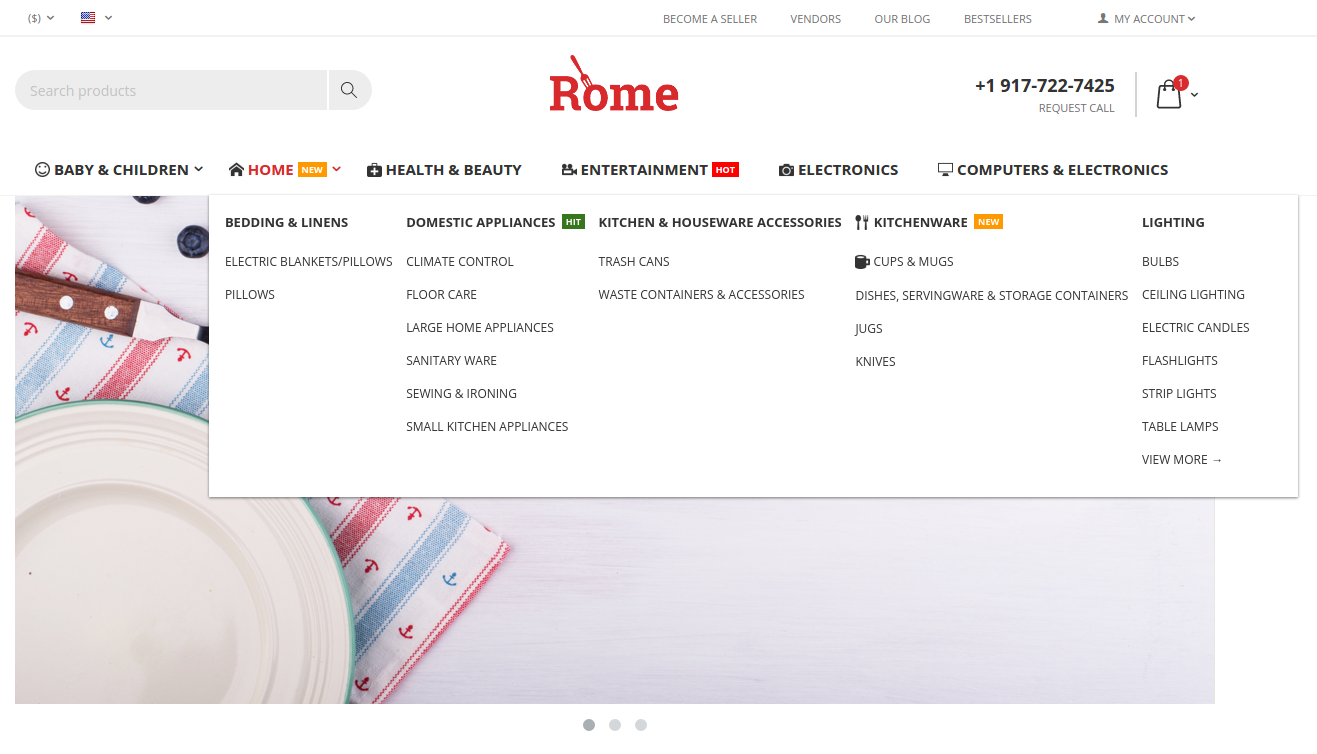 ($) BECOME A SELLER VENDORS OUR BLOG BESTSELLERS MY ACCOUNT
Search products
Rome
+1 917-722-7425
REQUEST CALL
1
BABY & CHILDREN HOME NEW HEALTH & BEAUTY ENTERTAINMENT HOT ELECTRONICS COMPUTERS & ELECTRONICS
BEDDING & LINENS
ELECTRIC BLANKETS/PILLOWS
PILLOWS
DOMESTIC APPLIANCES HIT
CLIMATE CONTROL
FLOOR CARE
LARGE HOME APPLIANCES
SANITARY WARE
SEWING & IRONING
SMALL KITCHEN APPLIANCES
KITCHEN & HOUSEWARE ACCESSORIES
TRASH CANS
WASTE CONTAINERS & ACCESSORIES
KITCHENWARE NEW
CUPS & MUGS
DISHES, SERVINGWARE & STORAGE CONTAINERS
JUGS
KNIVES
LIGHTING
BULBS
CEILING LIGHTING
ELECTRIC CANDLES
FLASHLIGHTS
STRIP LIGHTS
TABLE LAMPS
VIEW MORE →